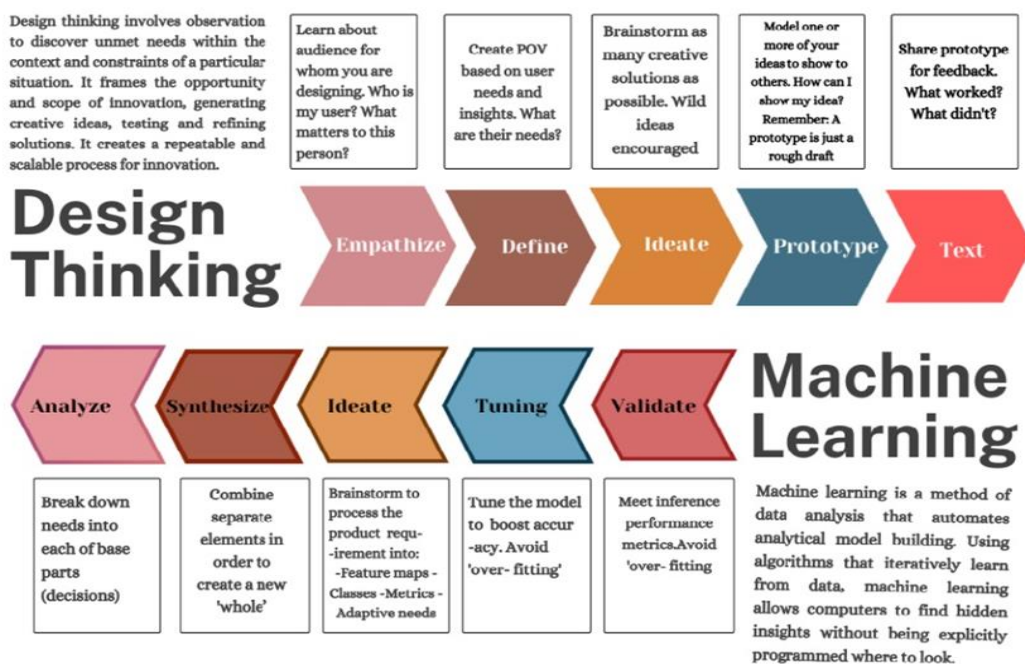 Design thinking involves observation
to discover unmet needs within the
context and constraints of a particular
situation. It frames the opportunity
and scope of innovation, generating
creative ideas, testing and refining
solutions. It creates a repeatable and
scalable process for innovation.
Learn about
audience for
whom you are
designing. Who is
my user? What
matters to this
person?
Create POV
based on user
needs and
insights. What
are their needs?
Brainstorm as
many creative
solutions as
possible. Wild
ideas
encouraged
Model one or
more of your
ideas to show to
others. How can I
show my idea?
Remember: A
prototype is just a
rough draft
Share prototype
for feedback.
What worked?
What didn't?
Design
Thinking
Empathize
Define
Ideate
Prototype
Text
Analyze
Synthesize
Ideate
Tuning
Validate
Machine
Learning
Break down
needs into
each of base
parts
(decisions)
Combine
separate
elements in
order to
create a new
'whole'
Brainstorm to
process the
product requ-
-irement into:
-Feature maps -
Classes -Metrics -
Adaptive needs
Tune the model
to boost accur
-acy. Avoid
'over- fitting'
Meet inference
performance
metrics.Avoid
'over- fitting
Machine learning is a method of
data analysis that automates
analytical model building. Using
algorithms that iteratively learn
from data, machine learning
allows computers to find hidden
insights without being explicitly
programmed where to look.